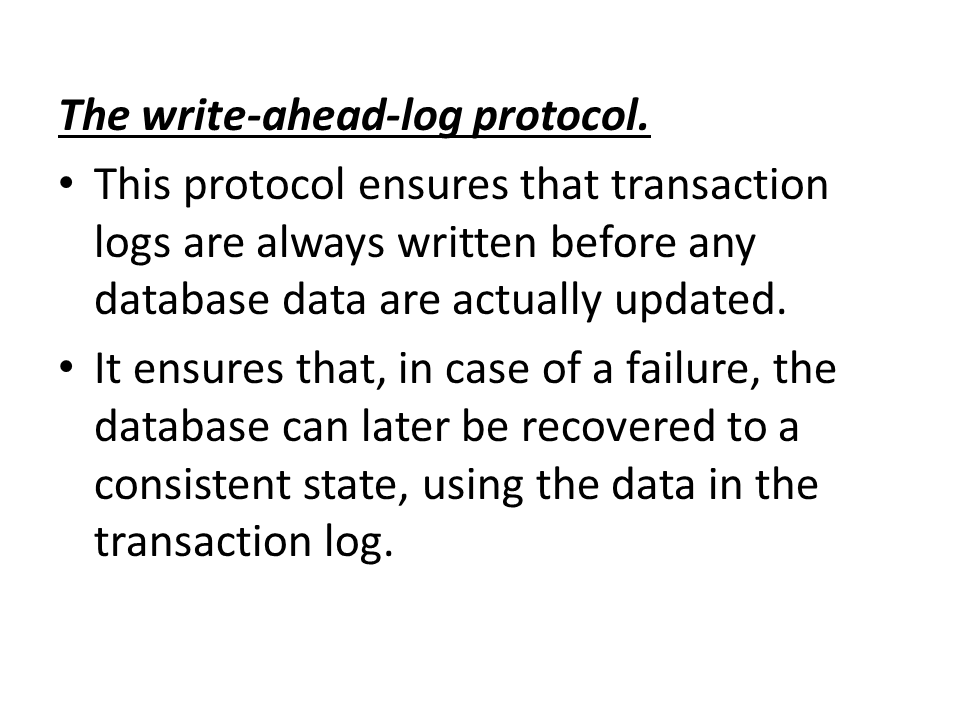 The write-ahead-log protocol.
• This protocol ensures that transaction
logs are always written before any
database data are actually updated.
• It ensures that, in case of a failure, the
database can later be recovered to a
consistent state, using the data in the
transaction log.